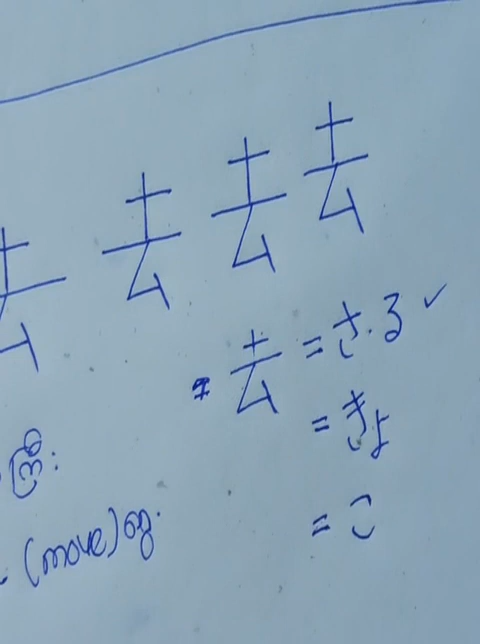 去 去 去 去
去 = さ.る ✓
= きょ
= こ
(move)